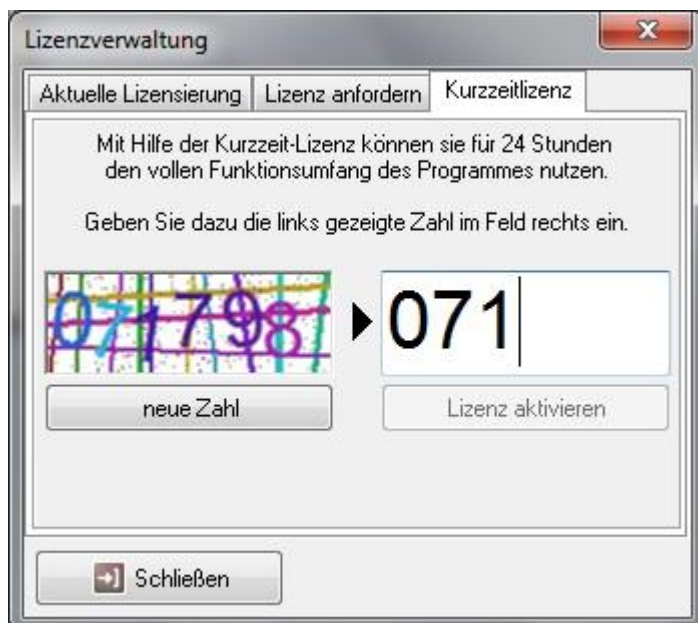 Lizenzverwaltung
Aktuelle Lizensierung Lizenz anfordern Kurzzeitlizenz
Mit Hilfe der Kurzzeit-Lizenz können sie für 24 Stunden
den vollen Funktionsumfang des Programmes nutzen.
Geben Sie dazu die links gezeigte Zahl im Feld rechts ein.
071798 071
neue Zahl Lizenz aktivieren
Schließen